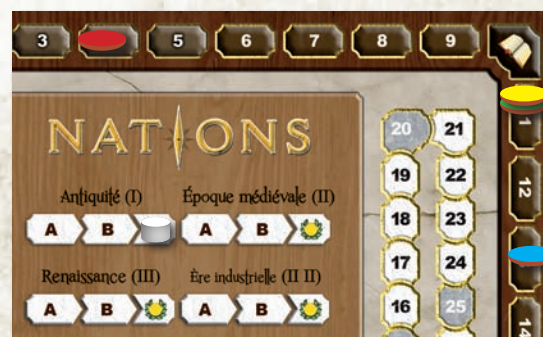 3 5 6 7 8 9
NATIONS
20 21
1
19 22
12
Antiquité (I) Époque médiévale (II)
A B A B
18 23
17 24
Renaissance (III) Ère industrielle (II II)
A B A B
16 25
14